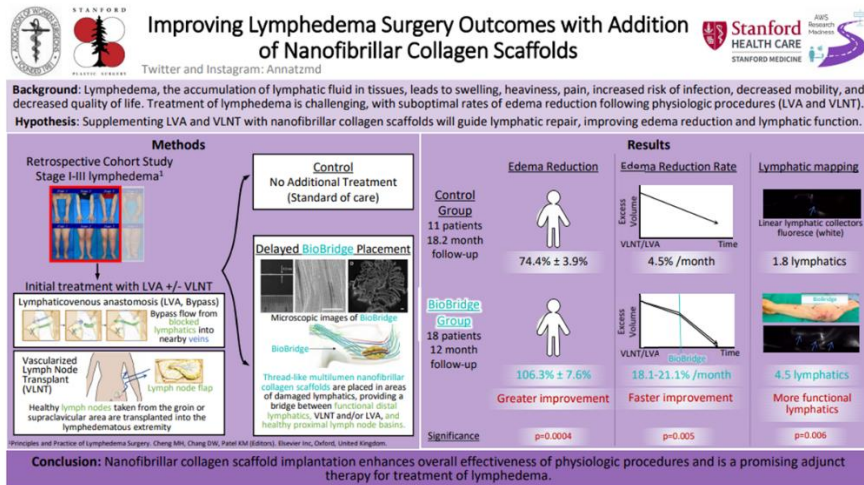 Improving Lymphedema Surgery Outcomes with Addition
of Nanofibrillar Collagen Scaffolds
Twitter and Instagram: Annatzmd
ASSOCIATION OF WOMEN SURGEONS
FOUNDED 1981
STANFORD
PLASTIC SURGERY
Stanford
HEALTH CARE
STANFORD MEDICINE
AWS
Research
Madness
Background: Lymphedema, the accumulation of lymphatic fluid in tissues, leads to swelling, heaviness, pain, increased risk of infection, decreased mobility, and
decreased quality of life. Treatment of lymphedema is challenging, with suboptimal rates of edema reduction following physiologic procedures (LVA and VLNT).
Hypothesis: Supplementing LVA and VLNT with nanofibrillar collagen scaffolds will guide lymphatic repair, improving edema reduction and lymphatic function.
Methods
Retrospective Cohort Study
Stage I-III lymphedema¹
Initial treatment with LVA +/- VLNT
Lymphaticovenous anastomosis (LVA, Bypass)
Bypass flow from
blocked
lymphatics into
nearby veins
Vascularized
Lymph Node
Transplant
(VLNT)
Lymph node flap
Healthy lymph nodes taken from the groin or
supraclavicular area are transplanted into the
lymphedematous extremity
Control
No Additional Treatment
(Standard of care)
Delayed BioBridge Placement
Microscopic images of BioBridge
BioBridge
Thread-like multilumen nanofibrillar
collagen scaffolds are placed in areas
of damaged lymphatics, providing a
bridge between functional distal
lymphatics, VLNT and/or LVA, and
healthy proximal lymph node basins.
¹Principles and Practice of Lymphedema Surgery. Cheng MH, Chang DW, Patel KM (Editors). Elsevier Inc, Oxford, United Kingdom.
Results
Edema Reduction
Edema Reduction Rate
Lymphatic mapping
Control
Group
11 patients
18.2 month
follow-up
74.4% ± 3.9%
Excess
Volume
VLNT/LVA
Time
4.5% /month
Linear lymphatic collectors
fluoresce (white)
1.8 lymphatics
BioBridge
Group
18 patients
12 month
follow-up
106.3% ± 7.6%
Greater improvement
Excess
Volume
VLNT/LVA
Time
BioBridge
18.1-21.1% /month
Faster improvement
BioBridge
4.5 lymphatics
More functional
lymphatics
Significance
p=0.0004
p=0.005
p=0.006
Conclusion: Nanofibrillar collagen scaffold implantation enhances overall effectiveness of physiologic procedures and is a promising adjunct
therapy for treatment of lymphedema.